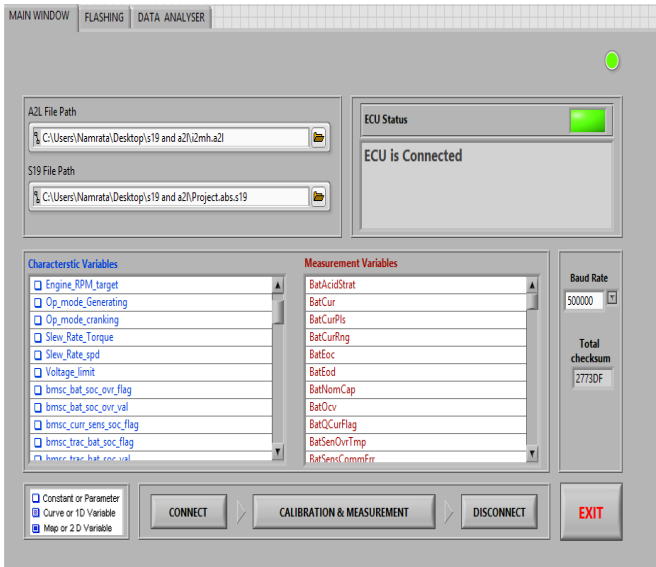 MAIN WINDOW
FLASHING
DATA ANALYSER
A2L File Path
C:\Users\Namrata\Desktop\s19 and a2l\i2mh.a2l
S19 File Path
C:\Users\Namrata\Desktop\s19 and a2l\Project.abs.s19
ECU Status
ECU is Connected
Characterstic Variables
Engine_RPM_target
Op_mode_Generating
Op_mode_cranking
Slew_Rate_Torque
Slew_Rate_spd
Voltage_limit
bmsc_bat_soc_ovr_flag
bmsc_bat_soc_ovr_val
bmsc_curr_sens_soc_flag
bmsc_trac_bat_soc_flag
bmsc_trac_bat_soc_val
Measurement Variables
BatAcidStrat
BatCur
BatCurPls
BatCurRng
BatEoc
BatEod
BatNomCap
BatOcv
BatQCurFlag
BatSenOvrTmp
BatSensCommErr
Baud Rate
500000
Total
checksum
2773DF
Constant or Parameter
Curve or 1D Variable
Map or 2 D Variable
CONNECT
CALIBRATION & MEASUREMENT
DISCONNECT
EXIT